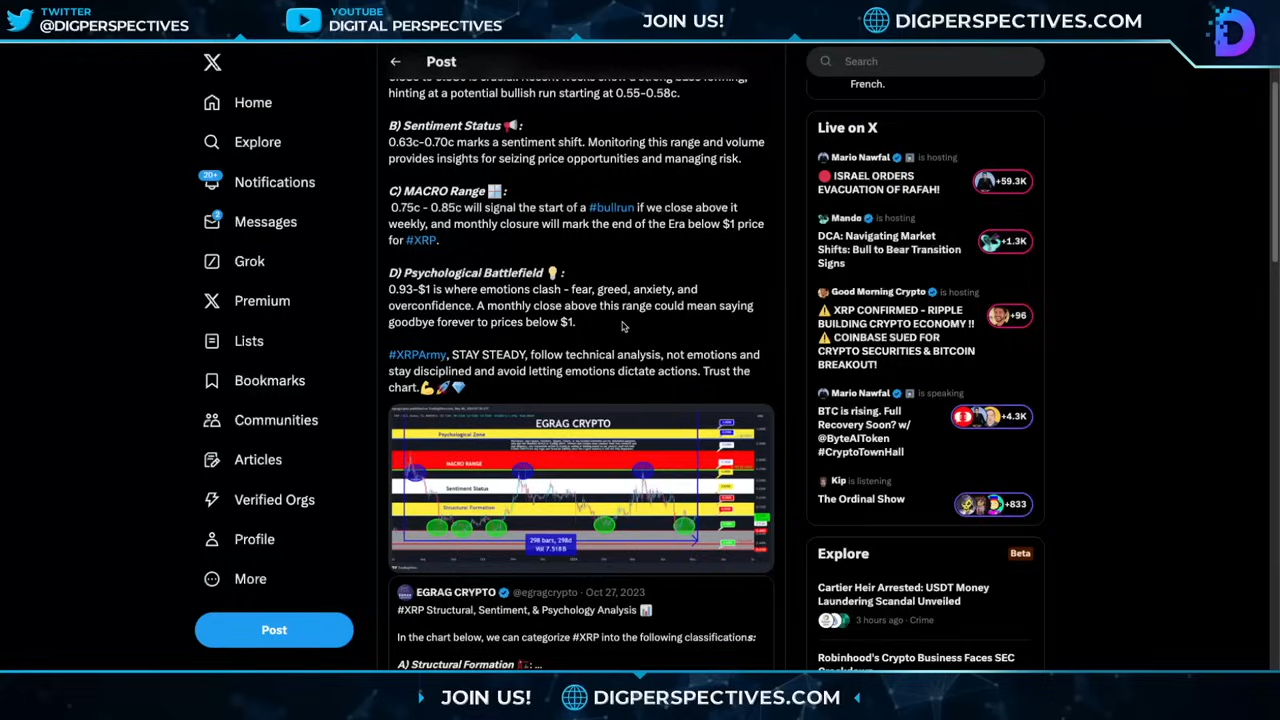 TWITTER
@DIGPERSPECTIVES
YOUTUBE
DIGITAL PERSPECTIVES
JOIN US!
DIGPERSPECTIVES.COM
Home
Explore
20+
Notifications
2
Messages
Grok
Premium
Lists
Bookmarks
Communities
Articles
Verified Orgs
Profile
More
Post
Post
hinting at a potential bullish run starting at 0.55-0.58c.
B) Sentiment Status 📢:
0.63c-0.70c marks a sentiment shift. Monitoring this range and volume
provides insights for seizing price opportunities and managing risk.
C) MACRO Range 🪟:
0.75c - 0.85c will signal the start of a #bullrun if we close above it
weekly, and monthly closure will mark the end of the Era below $1 price
for #XRP.
D) Psychological Battlefield 💡:
0.93-$1 is where emotions clash - fear, greed, anxiety, and
overconfidence. A monthly close above this range could mean saying
goodbye forever to prices below $1.
#XRPArmy, STAY STEADY, follow technical analysis, not emotions and
stay disciplined and avoid letting emotions dictate actions. Trust the
chart.💪🚀💎
EGRAG CRYPTO
Psychological Zone
MACRO RANGE
Sentiment Status
Structural Formation
298 bars, 298d
Vol 7.518B
EGRAG CRYPTO @egragcrypto · Oct 27, 2023
#XRP Structural, Sentiment, & Psychology Analysis 📊
In the chart below, we can categorize #XRP into the following classifications:
A) Structural Formation : ...
Search
French.
Live on X
Mario Nawfal is hosting
🔴 ISRAEL ORDERS
EVACUATION OF RAFAH!
+59.3K
Mando is hosting
DCA: Navigating Market
Shifts: Bull to Bear Transition
Signs
+1.3K
Good Morning Crypto is hosting
⚠️ XRP CONFIRMED - RIPPLE
BUILDING CRYPTO ECONOMY !!
⚠️ COINBASE SUED FOR
CRYPTO SECURITIES & BITCOIN
BREAKOUT!
+96
Mario Nawfal is speaking
BTC is rising. Full
Recovery Soon? w/
@ByteAIToken
#CryptoTownHall
+4.3K
Kip is listening
The Ordinal Show
+833
Explore
Beta
Cartier Heir Arrested: USDT Money
Laundering Scandal Unveiled
3 hours ago · Crime
Robinhood's Crypto Business Faces SEC
JOIN US!
DIGPERSPECTIVES.COM